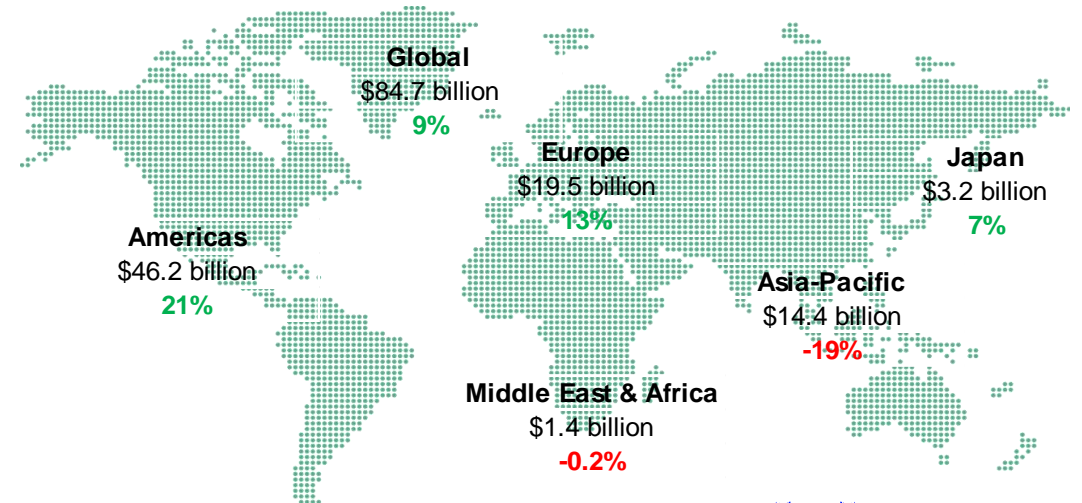 Global
$84.7 billion
9%
Europe
$19.5 billion
13%
Japan
$3.2 billion
7%
Americas
$46.2 billion
21%
Asia-Pacific
$14.4 billion
-19%
Middle East & Africa
$1.4 billion
-0.2%